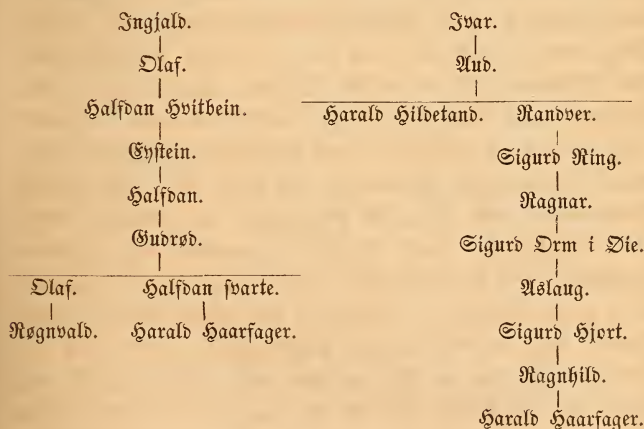 Ingjald.
Olaf.
Halfdan Hvitbein.
Eystein.
Halfdan.
Gudrød.
Olaf. Halfdan svarte.
Røgnvald. Harald Haarfager.
Ivar.
Aud.
Harald Hildetand. Randver.
Sigurd Ring.
Ragnar.
Sigurd Orm i Øie.
Aslaug.
Sigurd Hjort.
Ragnhild.
Harald Haarfager.